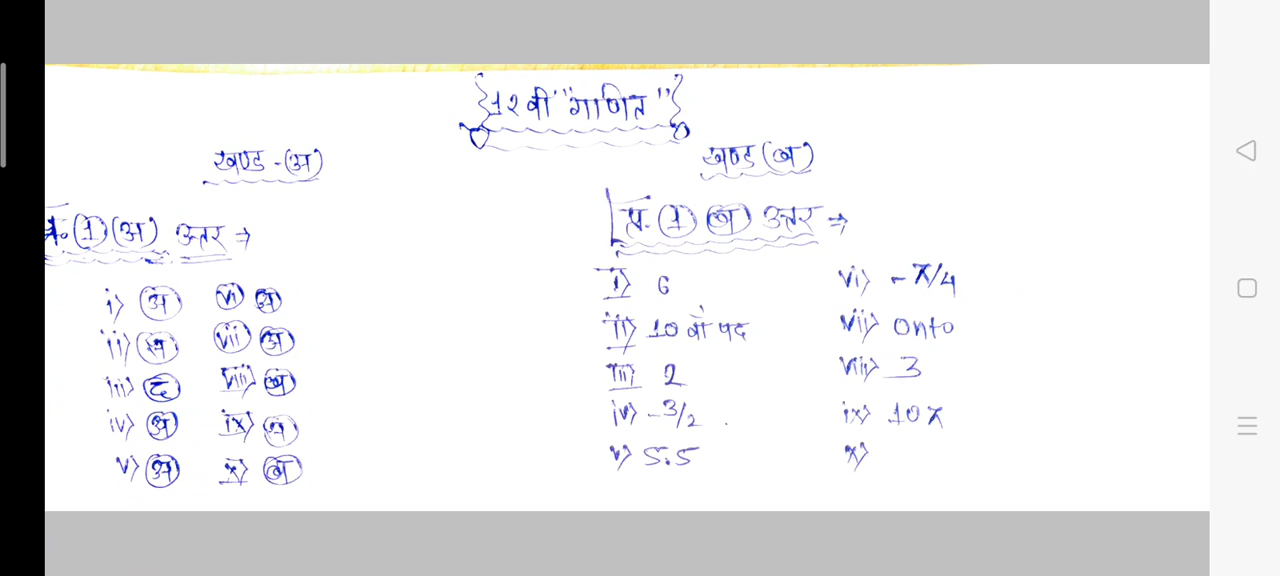 {12वी "गणित"}
खण्ड-(अ)
प्र.(1)(अ) उत्तर →
i) अ vi) अ
ii) स vii) अ
iii) द viii) ब
iv) अ ix) स
v) अ x) ब
खण्ड(ब)
प्र.(1)(ब) उत्तर →
i) 6 vi) -π/4
ii) 10 वाँ पद vii) onto
iii) 2 viii) 3
iv) -3/2 ix) 10π
v) 5.5 x)